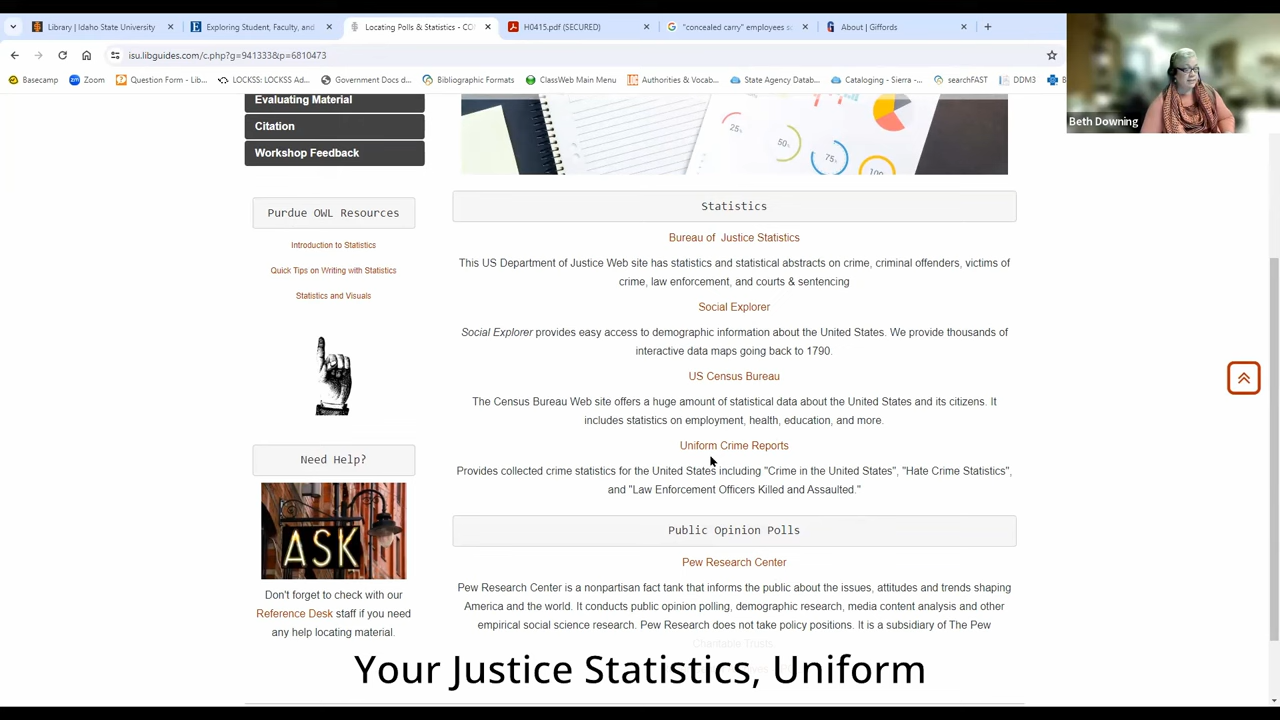 Library | Idaho State University
Exploring Student, Faculty, and
Locating Polls & Statistics - CO
H0415.pdf (SECURED)
"concealed carry" employees sc
About | Giffords
isu.libguides.com/c.php?g=941333&p=6810473
Basecamp
Zoom
Question Form - Lib...
LOCKSS: LOCKSS Ad...
Government Docs d...
Bibliographic Formats
ClassWeb Main Menu
Authorities & Vocab...
State Agency Datab...
Cataloging - Sierra -...
searchFAST
DDM3
Beth Downing
Evaluating Material
Citation
Workshop Feedback
Purdue OWL Resources
Introduction to Statistics
Quick Tips on Writing with Statistics
Statistics and Visuals
Need Help?
ASK
Don't forget to check with our
Reference Desk staff if you need
any help locating material.
25%
50%
75%
100
Statistics
Bureau of Justice Statistics
This US Department of Justice Web site has statistics and statistical abstracts on crime, criminal offenders, victims of
crime, law enforcement, and courts & sentencing
Social Explorer
Social Explorer provides easy access to demographic information about the United States. We provide thousands of
interactive data maps going back to 1790.
US Census Bureau
The Census Bureau Web site offers a huge amount of statistical data about the United States and its citizens. It
includes statistics on employment, health, education, and more.
Uniform Crime Reports
Provides collected crime statistics for the United States including "Crime in the United States", "Hate Crime Statistics",
and "Law Enforcement Officers Killed and Assaulted."
Public Opinion Polls
Pew Research Center
Pew Research Center is a nonpartisan fact tank that informs the public about the issues, attitudes and trends shaping
America and the world. It conducts public opinion polling, demographic research, media content analysis and other
empirical social science research. Pew Research does not take policy positions. It is a subsidiary of The Pew
Charitable Trusts
Your Justice Statistics, Uniform